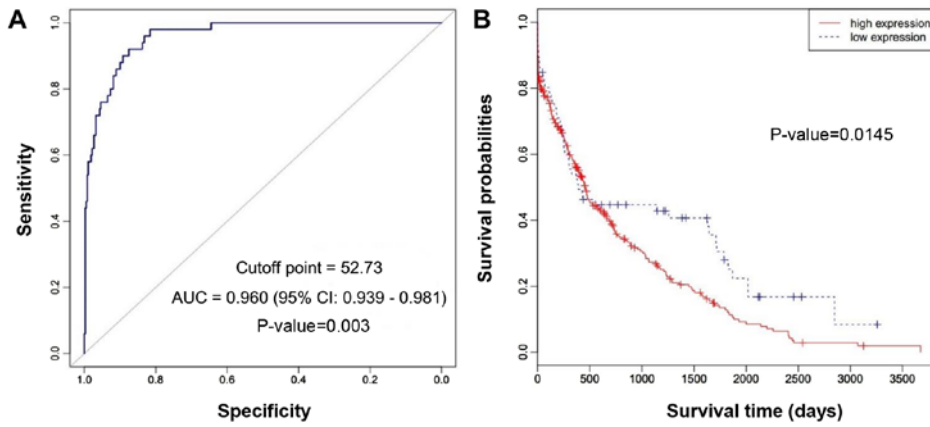 A
Sensitivity
1.0
0.8
0.6
0.4
0.2
0.0
Cutoff point = 52.73
AUC = 0.960 (95% CI: 0.939 - 0.981)
P-value=0.003
1.0 0.8 0.6 0.4 0.2 0.0
Specificity
B
Survival probabilities
1.0
0.8
0.6
0.4
0.2
0.0
high expression
low expression
P-value=0.0145
0 500 1000 1500 2000 2500 3000 3500
Survival time (days)